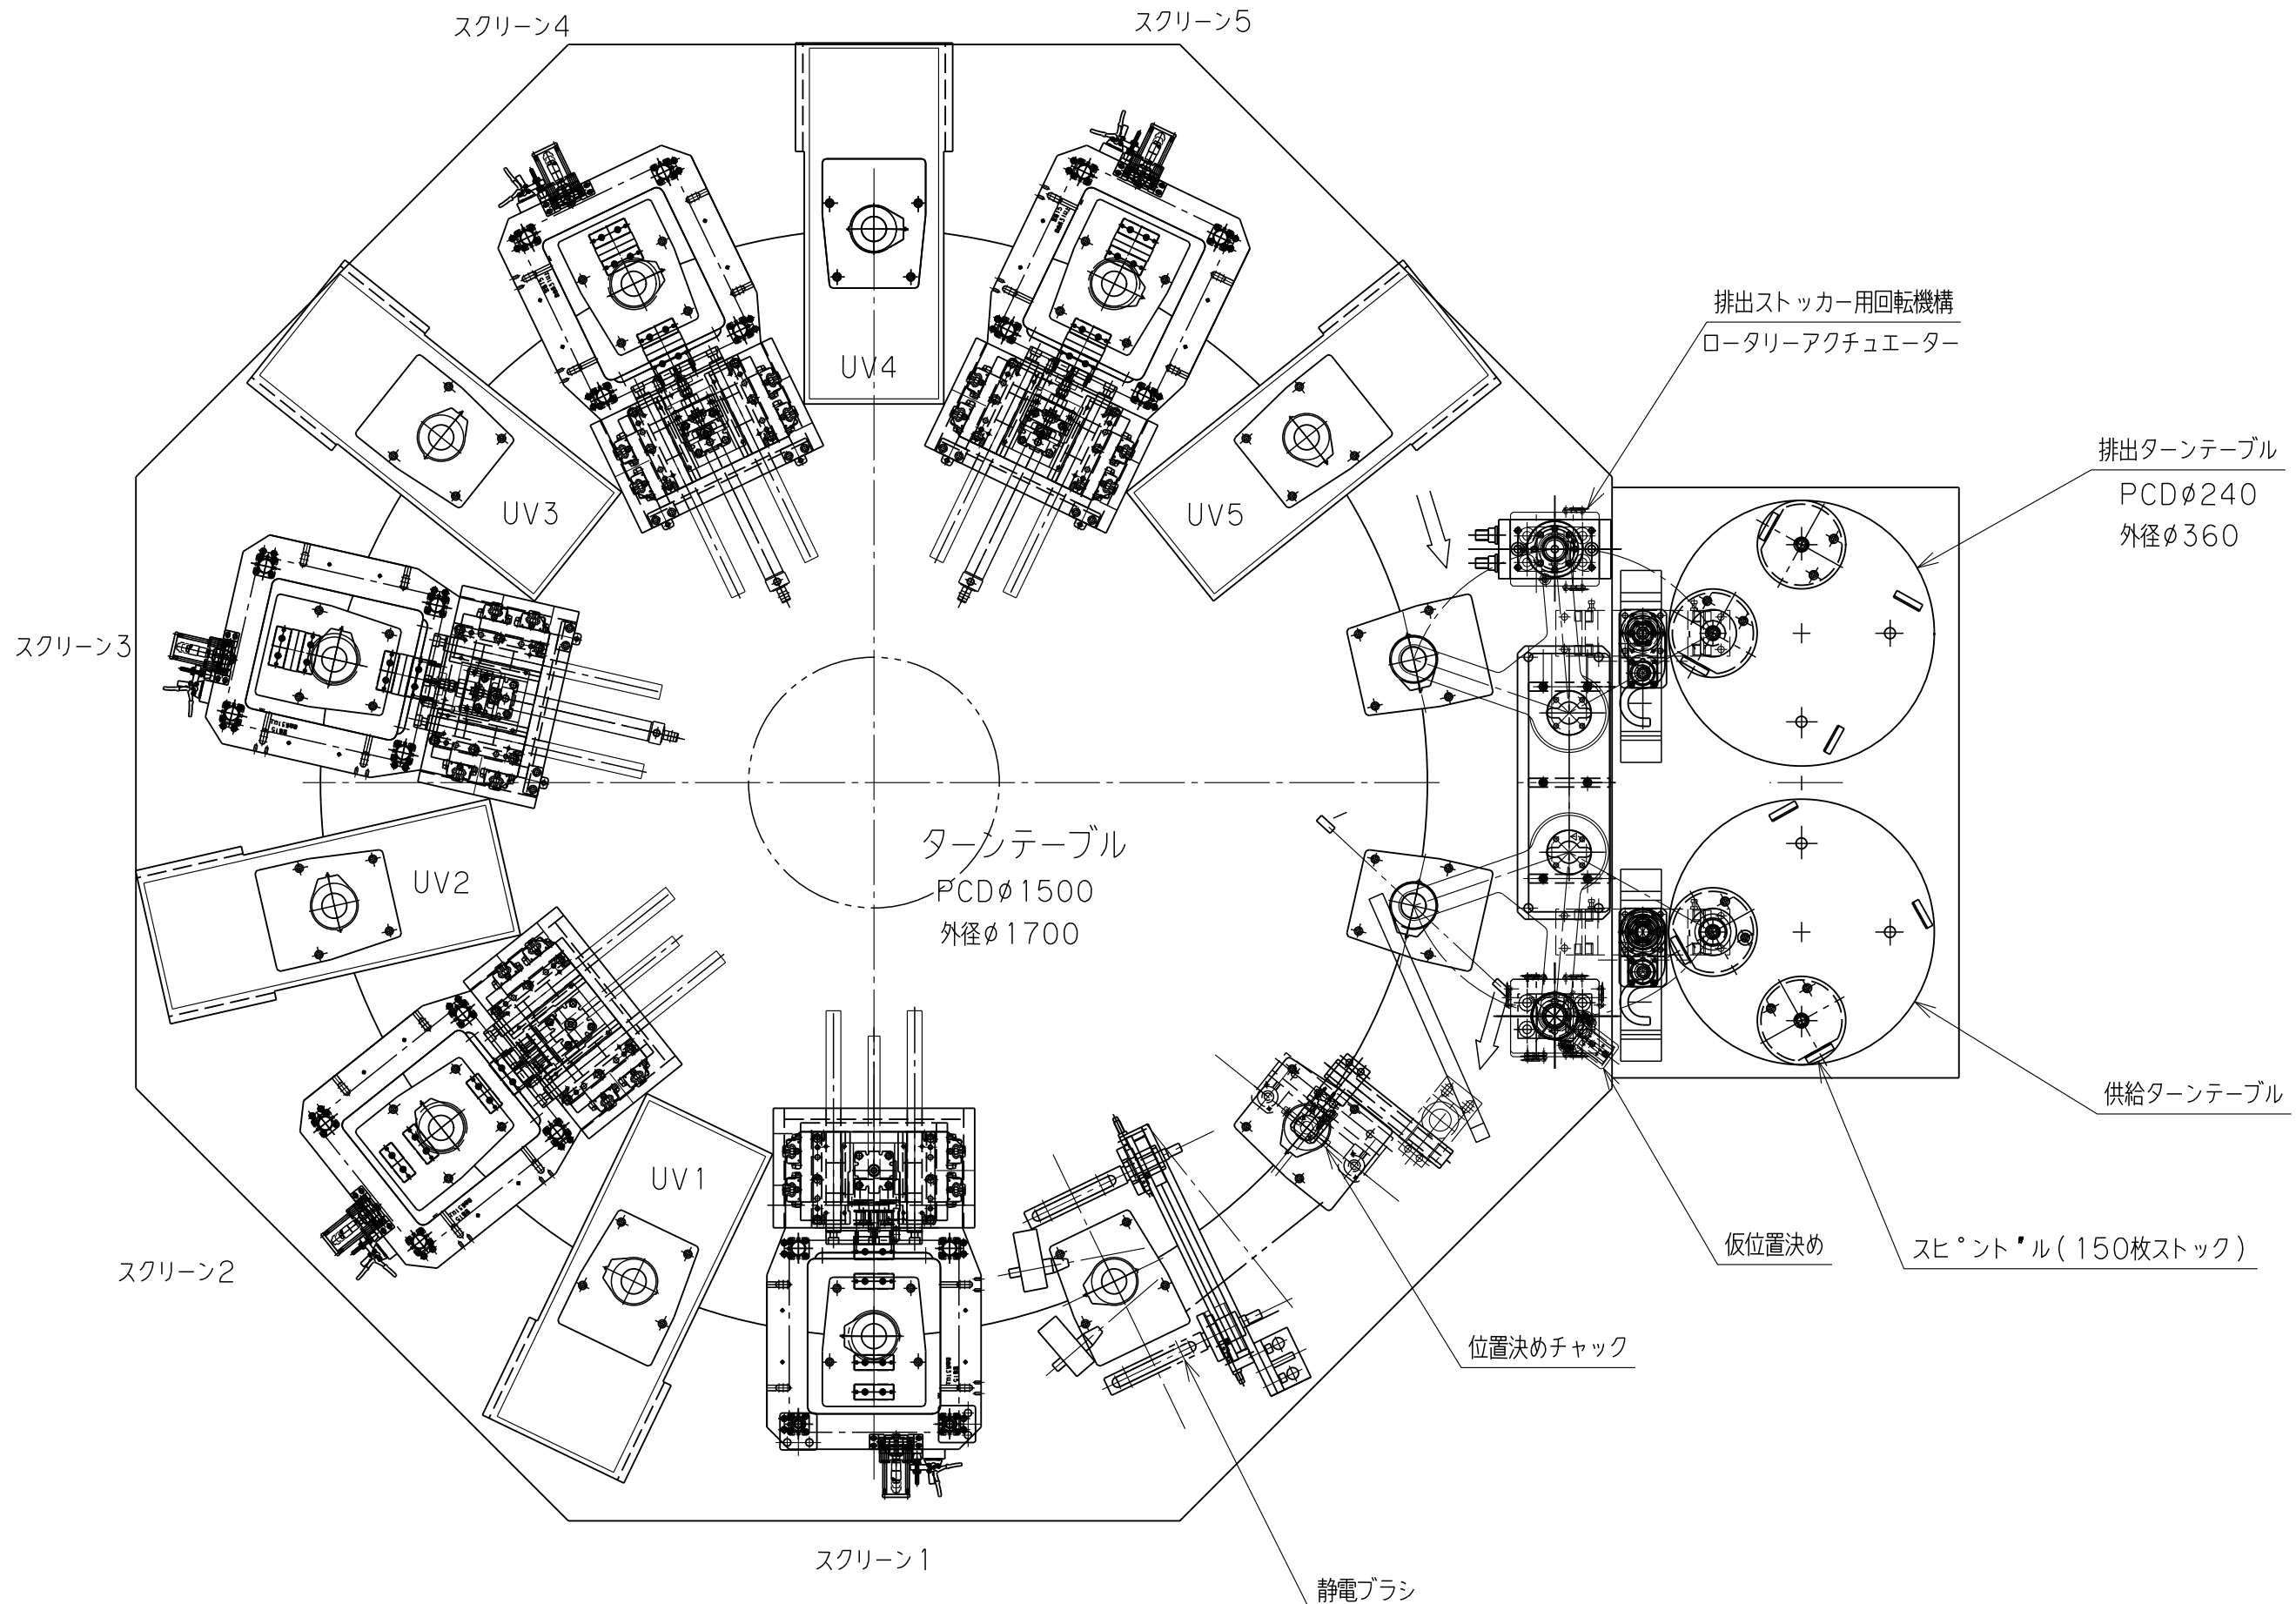 スクリーン4
スクリーン5
排出ストッカー用回転機構
ロータリーアクチュエーター
UV4
排出ターンテーブル
PCDφ240
外径φ360
UV3
UV5
スクリーン3
ターンテーブル
PCDφ1500
外径φ1700
UV2
供給ターンテーブル
UV1
仮位置決め
スピンドル(150枚ストック)
スクリーン2
位置決めチャック
スクリーン1
静電ブラシ